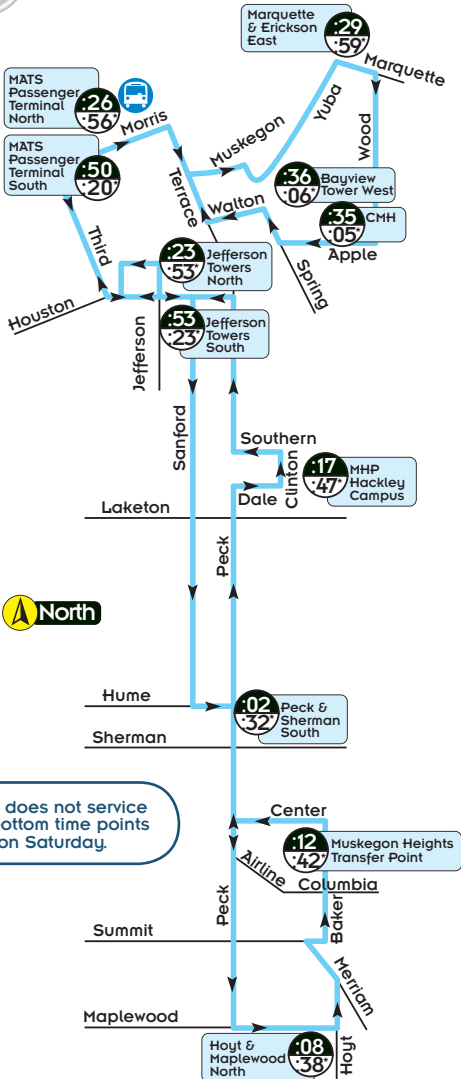 Marquette
& Erickson
East
:29
:59*
Marquette
MATS
Passenger
Terminal
North
:26
:56*
Morris
Muskegon
Yuba
Wood
MATS
Passenger
Terminal
South
:50
:20*
Terrace
:36
:06*
Bayview
Tower West
Walton
:35
:05*
CMH
Apple
Spring
Third
:23
:53*
Jefferson
Towers
North
Houston
Jefferson
:53
:23*
Jefferson
Towers
South
Sanford
Southern
Clinton
:17
:47*
MHP
Hackley
Campus
Dale
Laketon
Peck
North
Hume
:02
:32*
Peck &
Sherman
South
Sherman
does not service
ottom time points
on Saturday.
Center
:12
:42*
Muskegon Heights
Transfer Point
Airline
Columbia
Peck
Baker
Summit
Merriam
Maplewood
Hoyt &
Maplewood
North
:08
:38*
Hoyt